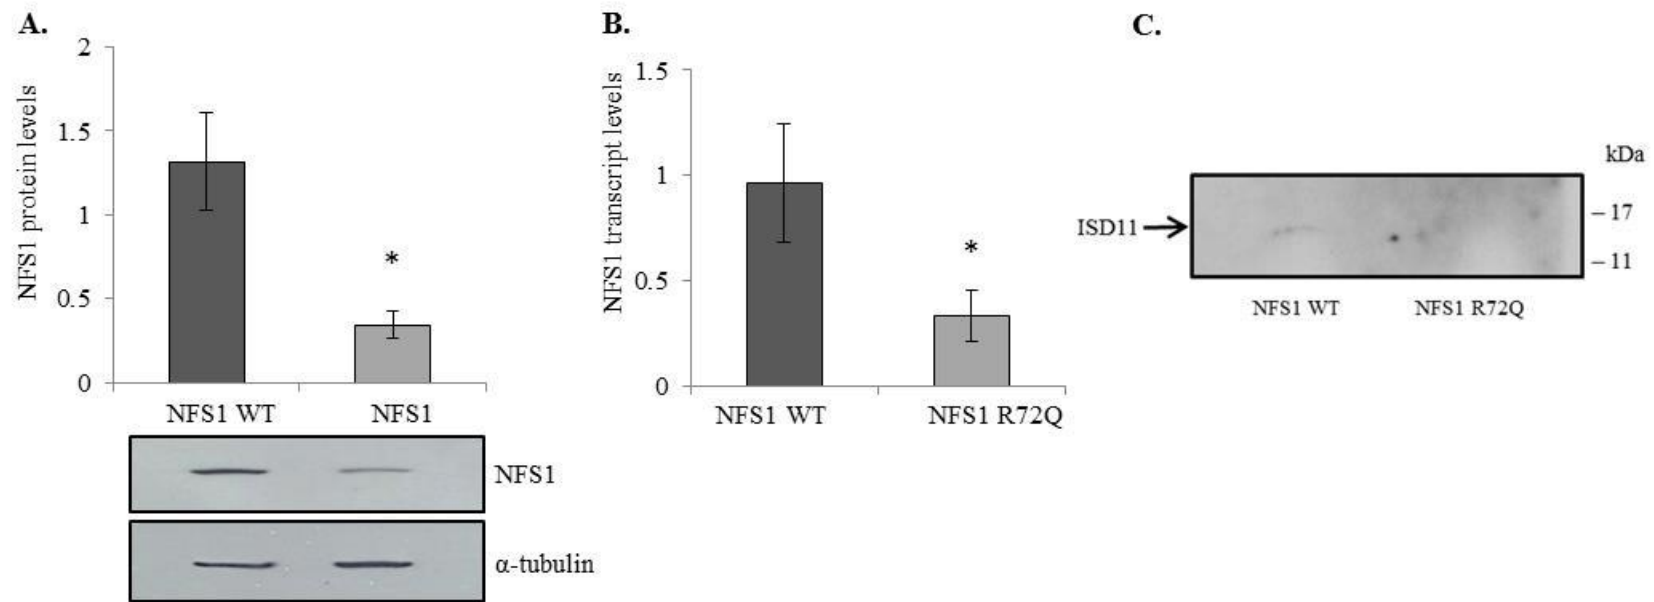 A.
NFS1 protein levels
2
1.5
1
0.5
0
*
NFS1 WT NFS1
NFS1
α-tubulin
B.
NFS1 transcript levels
1.5
1
0.5
0
*
NFS1 WT NFS1 R72Q
C.
kDa
ISD11
–17
–11
NFS1 WT NFS1 R72Q